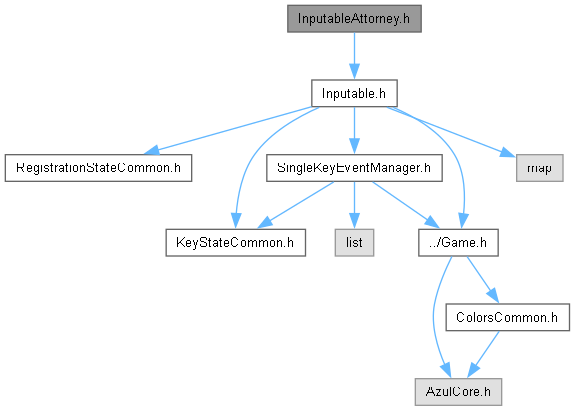 InputableAttorney.h
Inputable.h
RegistrationStateCommon.h
SingleKeyEventManager.h
map
KeyStateCommon.h
list
../Game.h
ColorsCommon.h
AzulCore.h